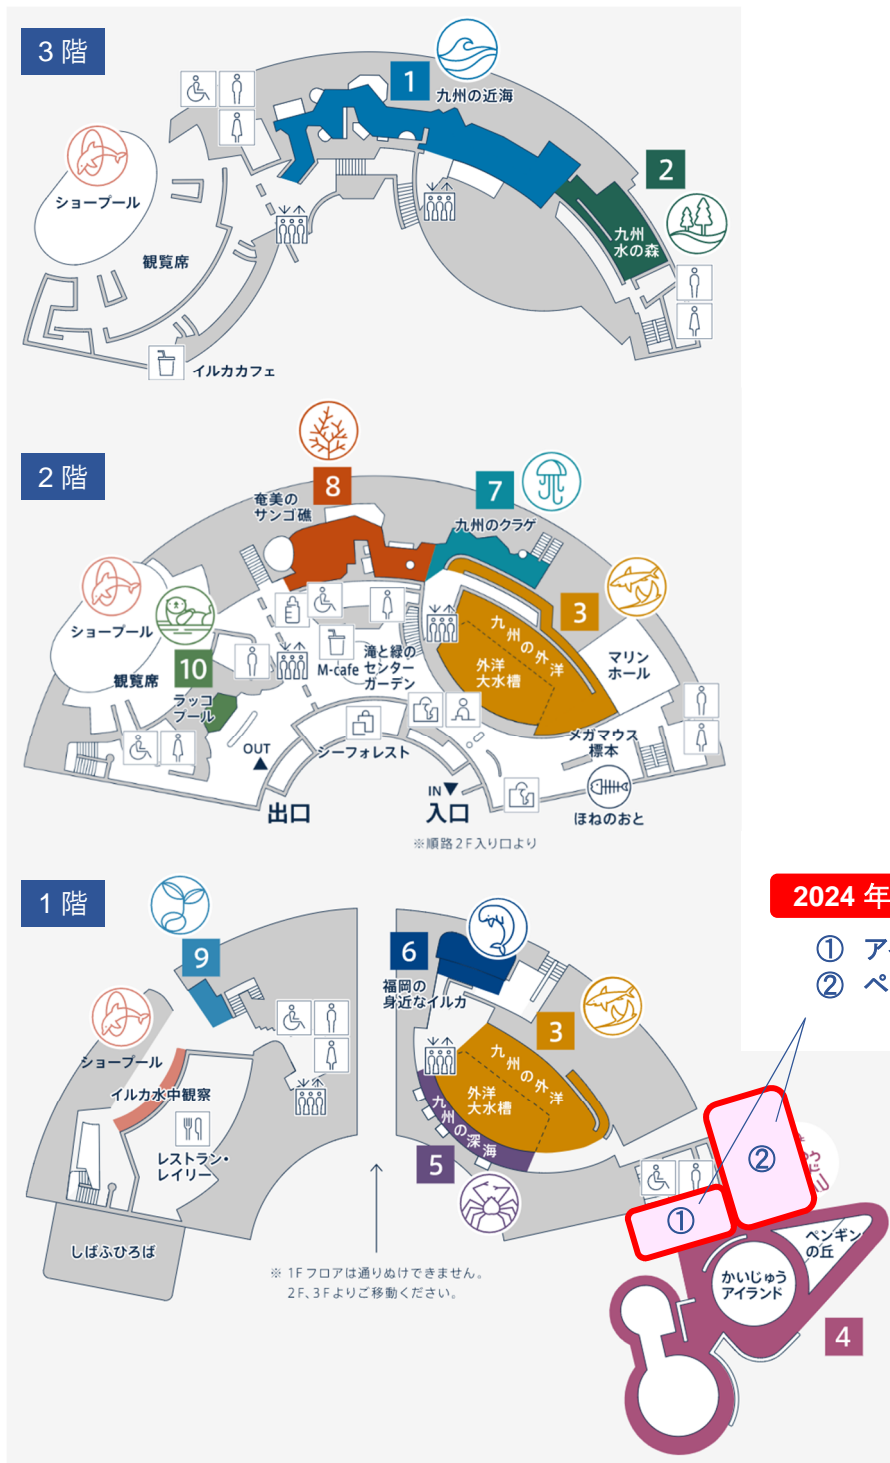 3階
1
九州の近海
2
九州
水の森
ショープール
観覧席
イルカカフェ
2階
8
奄美の
サンゴ礁
7
九州のクラゲ
3
九州の外洋
外洋
大水槽
マリン
ホール
ショープール
観覧席
10
ラッコ
プール
M-cafe
滝と緑の
センター
ガーデン
シーフォレスト
メガマウス
標本
ほねのおと
OUT
出口
IN
入口
※順路2F入り口より
1階
9
ショープール
イルカ水中観察
レストラン・
レイリー
しばふひろば
6
福岡の
身近なイルカ
3
九州の外洋
外洋
大水槽
九州の深海
5
※ 1Fフロアは通りぬけできません。
2F、3Fよりご移動ください。
2024 年
① ア
② ペ
②
①
ペンギン
の丘
かいじゅう
アイランド
4